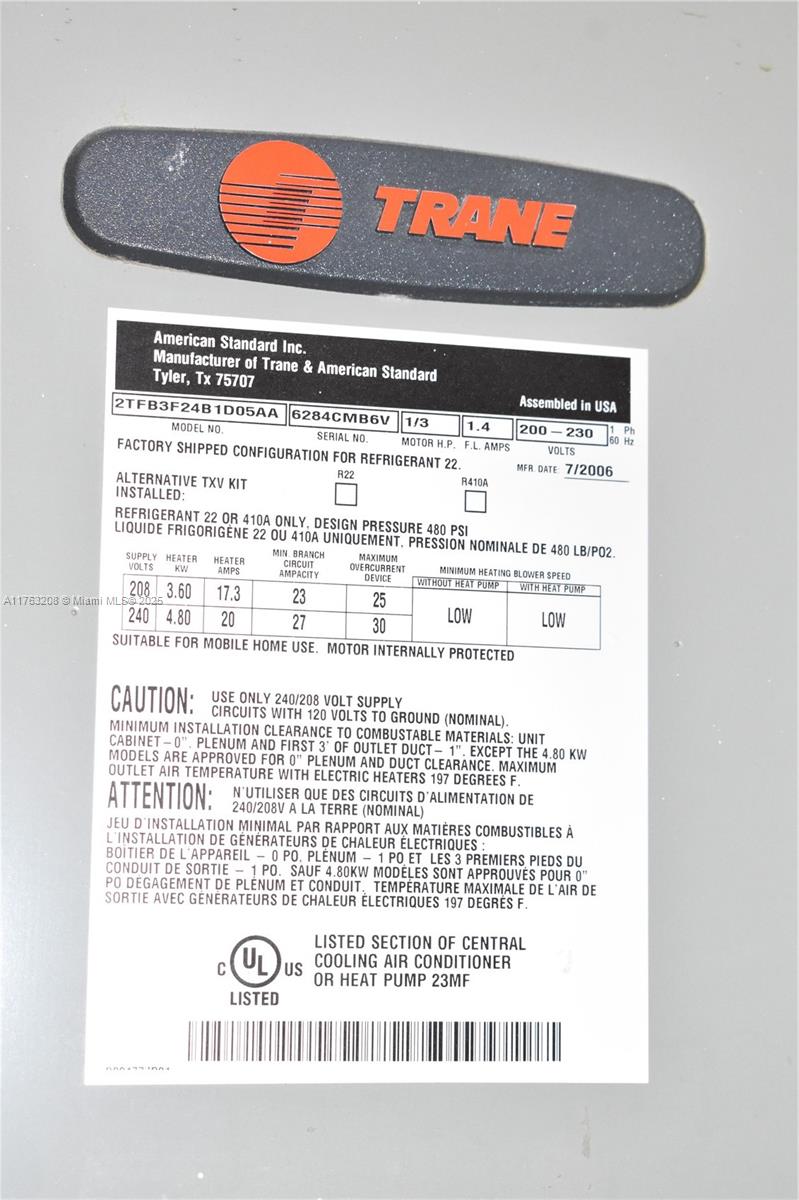 TRANE
American Standard Inc.
Manufacturer of Trane & American Standard
Tyler, Tx 75707
Assembled in USA
2TFB3F24B1D05AA 6284CMB6V 1/3 1.4 200 – 230 1 Ph 60 Hz
MODEL NO. SERIAL NO. MOTOR H.P. F.L. AMPS VOLTS
FACTORY SHIPPED CONFIGURATION FOR REFRIGERANT 22. MFR. DATE 7/2006
ALTERNATIVE TXV KIT INSTALLED: R22 R410A
REFRIGERANT 22 OR 410A ONLY, DESIGN PRESSURE 480 PSI
LIQUIDE FRIGORIGÈNE 22 OU 410A UNIQUEMENT, PRESSION NOMINALE DE 480 LB/PO2.
SUPPLY VOLTS HEATER KW HEATER AMPS MIN. BRANCH CIRCUIT AMPACITY MAXIMUM OVERCURRENT DEVICE MINIMUM HEATING BLOWER SPEED
WITHOUT HEAT PUMP WITH HEAT PUMP
208 3.60 17.3 23 25 LOW LOW
240 4.80 20 27 30
SUITABLE FOR MOBILE HOME USE. MOTOR INTERNALLY PROTECTED
CAUTION: USE ONLY 240/208 VOLT SUPPLY
CIRCUITS WITH 120 VOLTS TO GROUND (NOMINAL).
MINIMUM INSTALLATION CLEARANCE TO COMBUSTABLE MATERIALS: UNIT
CABINET – 0". PLENUM AND FIRST 3' OF OUTLET DUCT – 1". EXCEPT THE 4.80 KW
MODELS ARE APPROVED FOR 0" PLENUM AND DUCT CLEARANCE. MAXIMUM
OUTLET AIR TEMPERATURE WITH ELECTRIC HEATERS 197 DEGREES F.
ATTENTION: N'UTILISER QUE DES CIRCUITS D'ALIMENTATION DE
240/208V A LA TERRE (NOMINAL)
JEU D'INSTALLATION MINIMAL PAR RAPPORT AUX MATIÈRES COMBUSTIBLES À
L'INSTALLATION DE GÉNÉRATEURS DE CHALEUR ÉLECTRIQUES :
BOÎTIER DE L'APPAREIL – 0 PO. PLÉNUM – 1 PO ET LES 3 PREMIERS PIEDS DU
CONDUIT DE SORTIE – 1 PO. SAUF 4.80KW MODÈLES SONT APPROUVÉS POUR 0"
PO DÉGAGEMENT DE PLÉNUM ET CONDUIT. TEMPÉRATURE MAXIMALE DE L'AIR DE
SORTIE AVEC GÉNÉRATEURS DE CHALEUR ÉLECTRIQUES 197 DEGRÉS F.
C UL US
LISTED
LISTED SECTION OF CENTRAL
COOLING AIR CONDITIONER
OR HEAT PUMP 23MF
A11763208 © Miami MLS © 2025